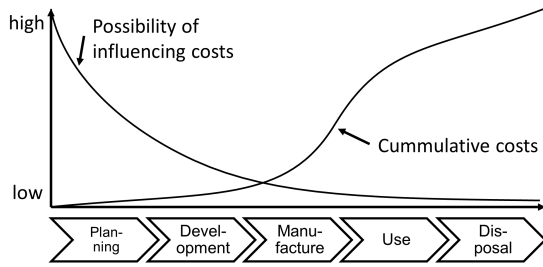 high
Possibility of
influencing costs
Cummulative costs
low
Plan-
ning
Devel-
opment
Manu-
facture
Use
Dis-
posal